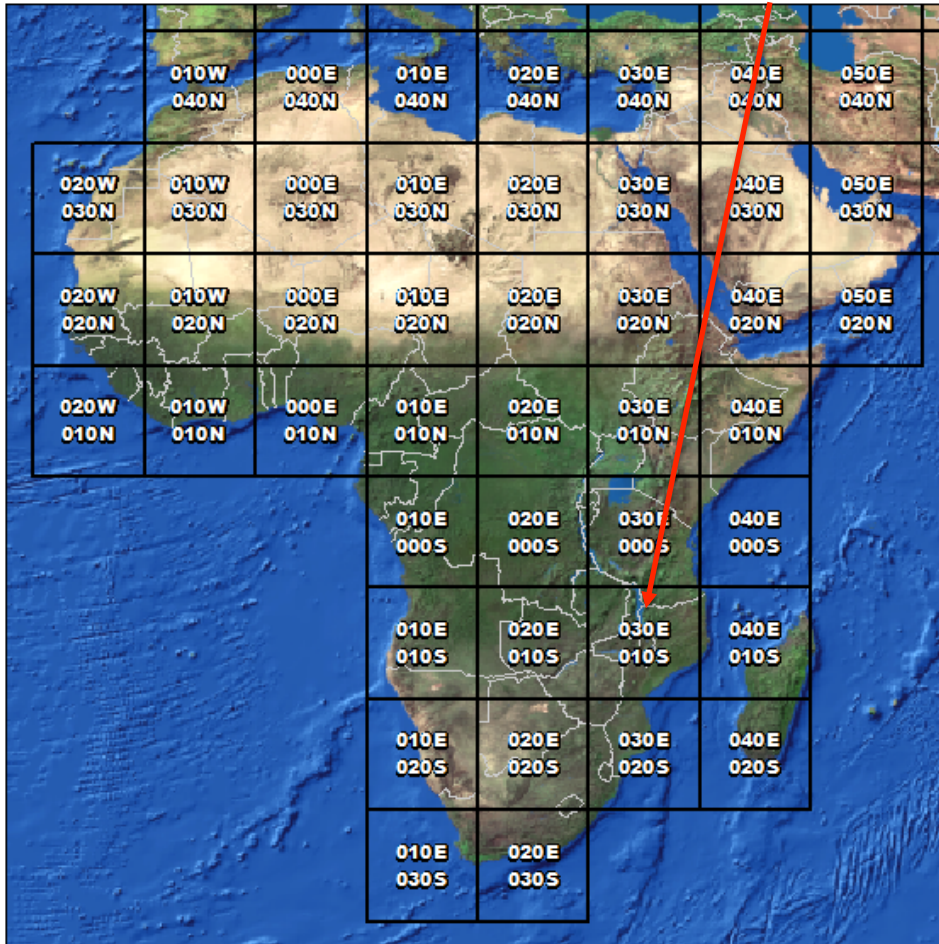 010W 000E 010E 020E 030E 040E 050E
040N 040N 040N 040N 040N 040N 040N
020W 010W 000E 010E 020E 030E 040E 050E
030N 030N 030N 030N 030N 030N 030N 030N
020W 010W 000E 010E 020E 030E 040E 050E
020N 020N 020N 020N 020N 020N 020N 020N
020W 010W 000E 010E 020E 030E 040E
010N 010N 010N 010N 010N 010N 010N
010E 020E 030E 040E
000S 000S 000S 000S
010E 020E 030E 040E
010S 010S 010S 010S
010E 020E 030E 040E
020S 020S 020S 020S
010E 020E
030S 030S